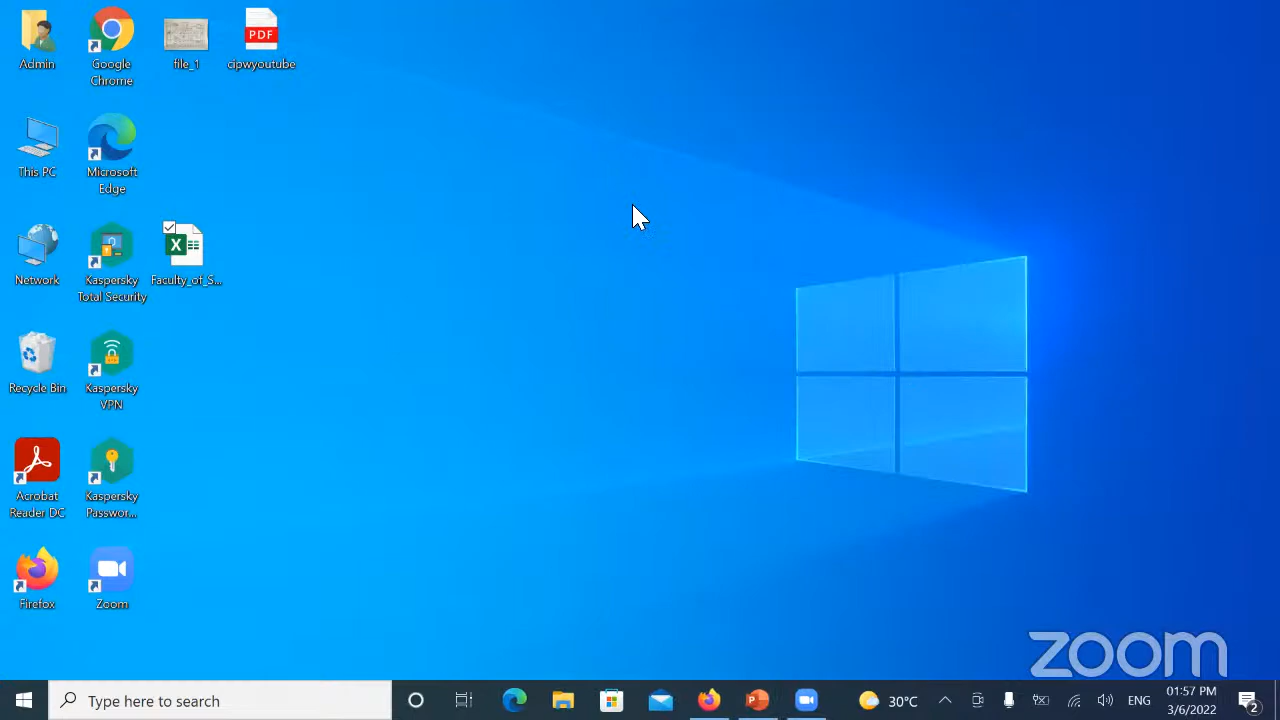 Admin
Google
Chrome
file_1
PDF
cipwyoutube
This PC
Microsoft
Edge
Network
Kaspersky
Total Security
X
Faculty_of_S...
Recycle Bin
Kaspersky
VPN
Acrobat
Reader DC
Kaspersky
Passwor...
Firefox
Zoom
zoom
Type here to search
P
30°C
ENG
01:57 PM
3/6/2022
2